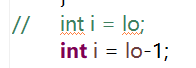 //   int i = lo;
int i = lo-1;